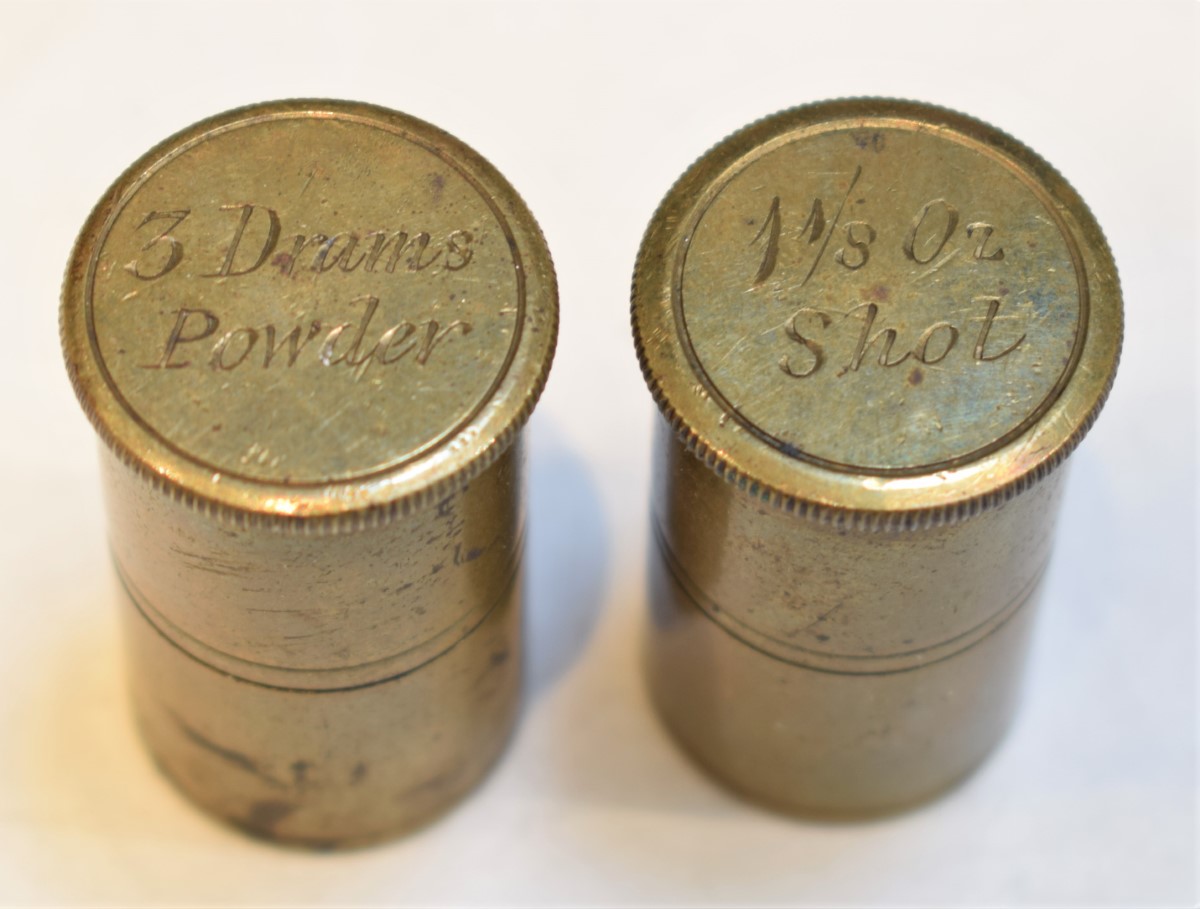 3 Drams
Powder
1 1/8 Oz
Shot